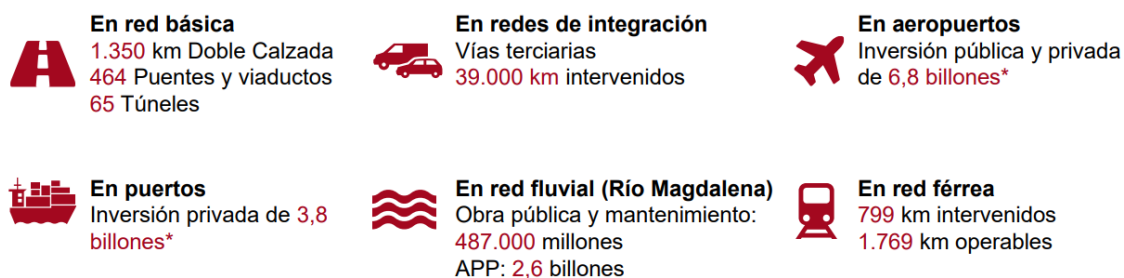 En red básica
1.350 km Doble Calzada
464 Puentes y viaductos
65 Túneles
En redes de integración
Vías terciarias
39.000 km intervenidos
En aeropuertos
Inversión pública y privada
de 6,8 billones*
En puertos
Inversión privada de 3,8
billones*
En red fluvial (Río Magdalena)
Obra pública y mantenimiento:
487.000 millones
APP: 2,6 billones
En red férrea
799 km intervenidos
1.769 km operables